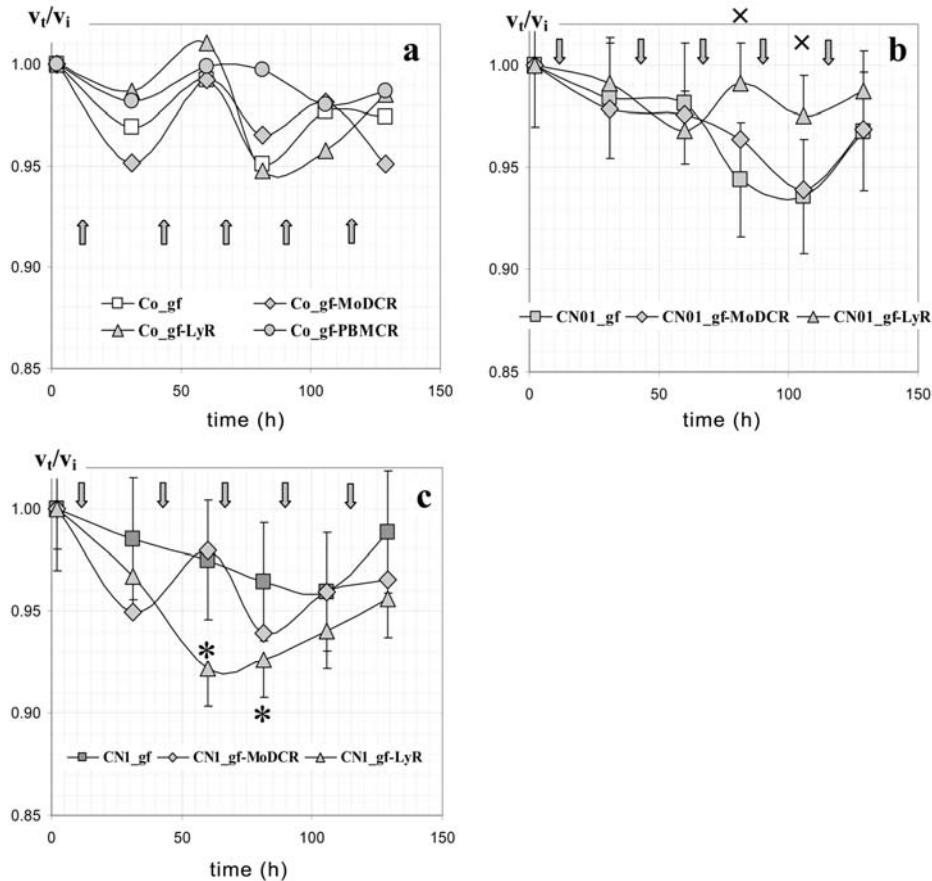 vt/vi
a
1.00
0.95
0.90
0.85
Co_gf
Co_gf-MoDCR
Co_gf-LyR
Co_gf-PBMCR
0
50
100
150
time (h)
vt/vi
b
1.00
0.95
0.90
0.85
CN01_gf
CN01_gf-MoDCR
CN01_gf-LyR
0
50
100
150
time (h)
vt/vi
c
1.00
0.95
0.90
0.85
*
*
CN1_gf
CN1_gf-MoDCR
CN1_gf-LyR
0
50
100
150
time (h)